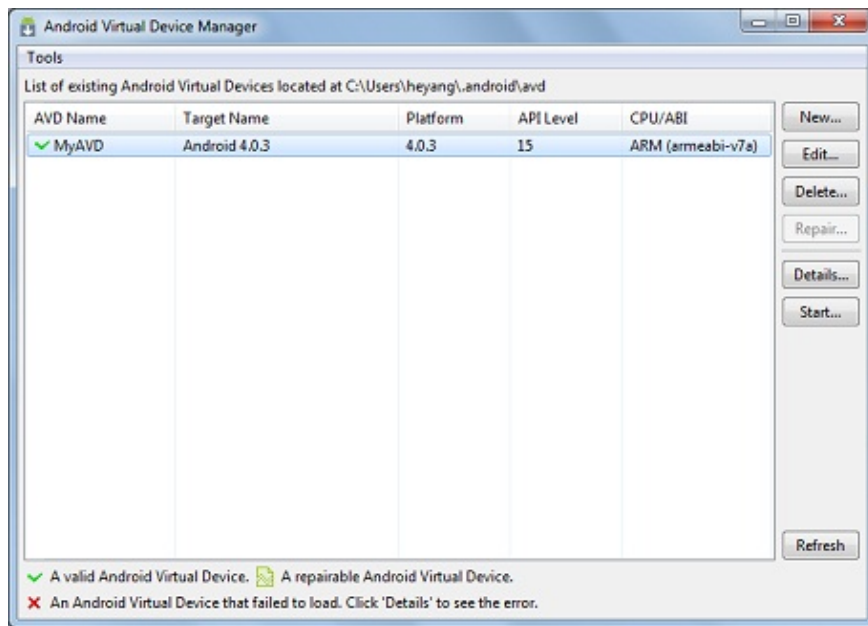 Android Virtual Device Manager
Tools
List of existing Android Virtual Devices located at C:\Users\heyang\.android\avd
AVD Name Target Name Platform API Level CPU/ABI
MyAVD Android 4.0.3 4.0.3 15 ARM (armeabi-v7a)
New...
Edit...
Delete...
Repair...
Details...
Start...
Refresh
A valid Android Virtual Device. A repairable Android Virtual Device.
An Android Virtual Device that failed to load. Click 'Details' to see the error.